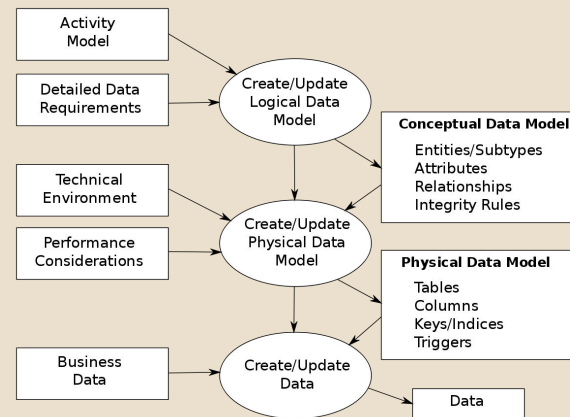 Activity
Model
Detailed Data
Requirements
Create/Update
Logical Data
Model
Conceptual Data Model
Entities/Subtypes
Attributes
Relationships
Integrity Rules
Technical
Environment
Performance
Considerations
Create/Update
Physical Data
Model
Physical Data Model
Tables
Columns
Keys/Indices
Triggers
Business
Data
Create/Update
Data
Data